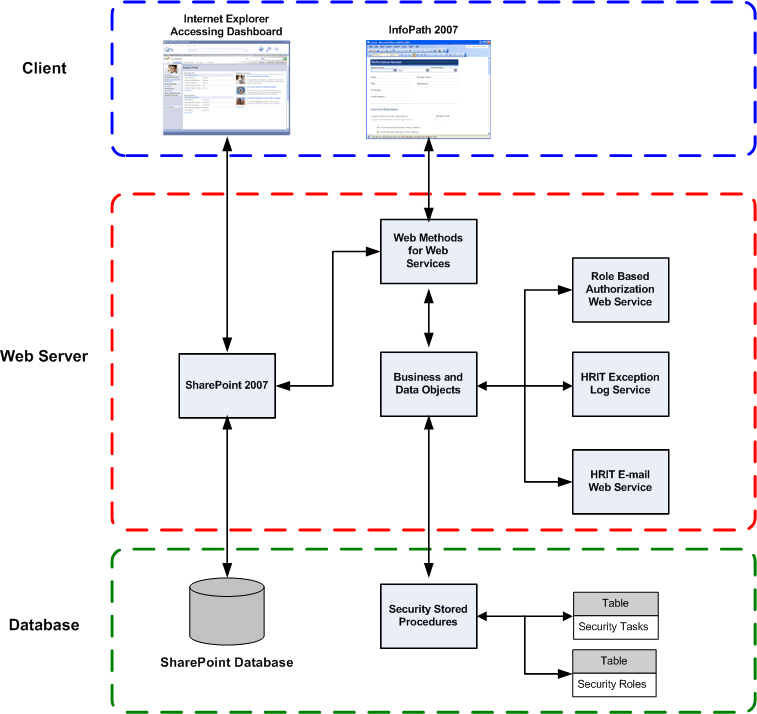 Internet Explorer
Accessing Dashboard
InfoPath 2007
Client
Web Methods
for Web
Services
Role Based
Authorization
Web Service
Web Server
SharePoint 2007
Business and
Data Objects
HRIT Exception
Log Service
HRIT E-mail
Web Service
Database
SharePoint Database
Security Stored
Procedures
Table
Security Tasks
Table
Security Roles